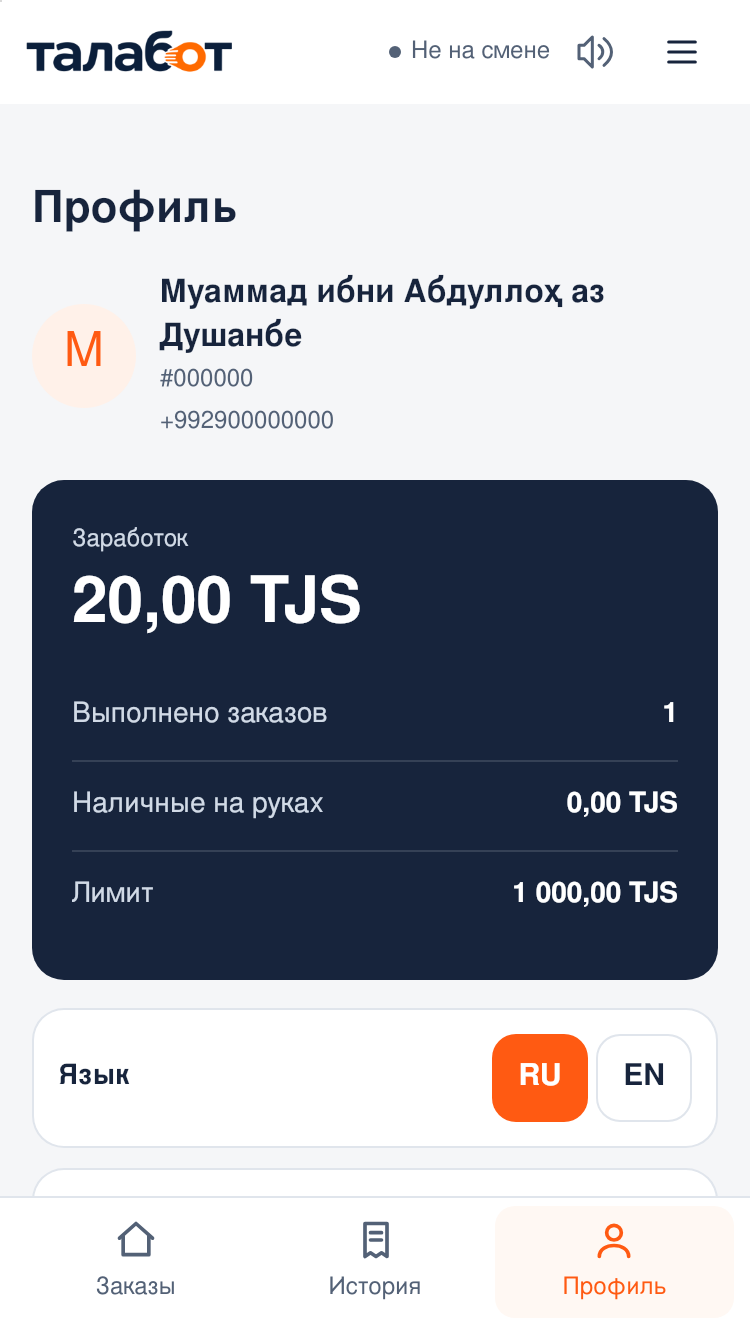 талабот
Не на смене
Профиль
М
Муаммад ибни Абдуллоҳ аз
Душанбе
#000000
+992900000000
Заработок
20,00 TJS
Выполнено заказов 1
Наличные на руках 0,00 TJS
Лимит 1 000,00 TJS
Язык RU EN
Заказы История Профиль